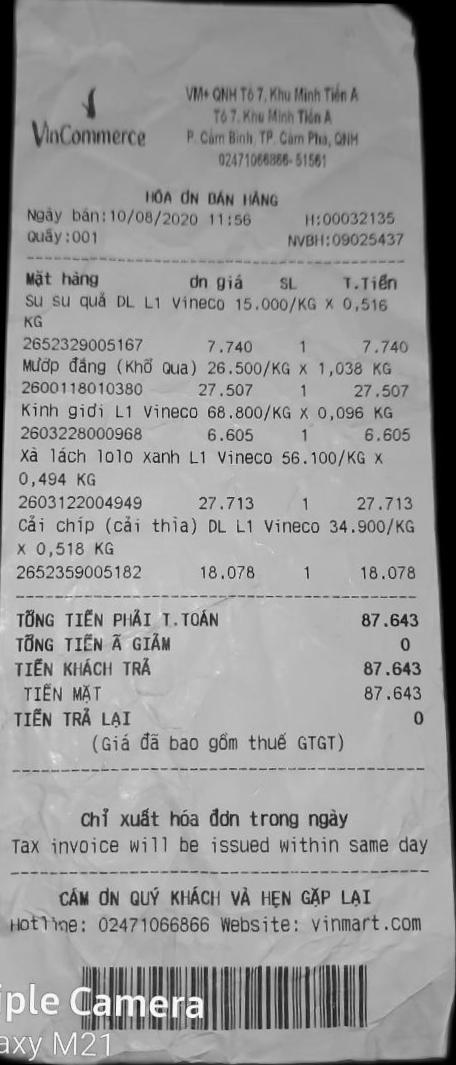 VinCommerce
VM+ QNH Tổ 7, Khu Minh Tiến A
Tổ 7, Khu Minh Tiến A
P. Cẩm Bình, TP. Cẩm Phả, QNH
02471066866-51561
HÓA ƠN BÁN HÀNG
Ngày bán:10/08/2020 11:56 H:00032135
Quầy:001 NVBH:09025437
Mặt hàng ơn giá SL T.Tiền
Su su quả DL L1 Vineco 15.000/KG X 0,516
KG
2652329005167 7.740 1 7.740
Mướp đắng (Khổ Qua) 26.500/KG X 1,038 KG
2600118010380 27.507 1 27.507
Kinh giới L1 Vineco 68.800/KG X 0,096 KG
2603228000968 6.605 1 6.605
Xà lách lolo xanh L1 Vineco 56.100/KG X
0,494 KG
2603122004949 27.713 1 27.713
Cải chíp (cải thìa) DL L1 Vineco 34.900/KG
X 0,518 KG
2652359005182 18.078 1 18.078
TỔNG TIỀN PHẢI T.TOÁN 87.643
TỔNG TIỀN Ã GIẢM 0
TIỀN KHÁCH TRẢ 87.643
TIỀN MẶT 87.643
TIỀN TRẢ LẠI 0
(Giá đã bao gồm thuế GTGT)
Chỉ xuất hóa đơn trong ngày
Tax invoice will be issued within same day
CẢM ƠN QUÝ KHÁCH VÀ HẸN GẶP LẠI
Hotline: 02471066866 Website: vinmart.com
iple Camera
axy M21